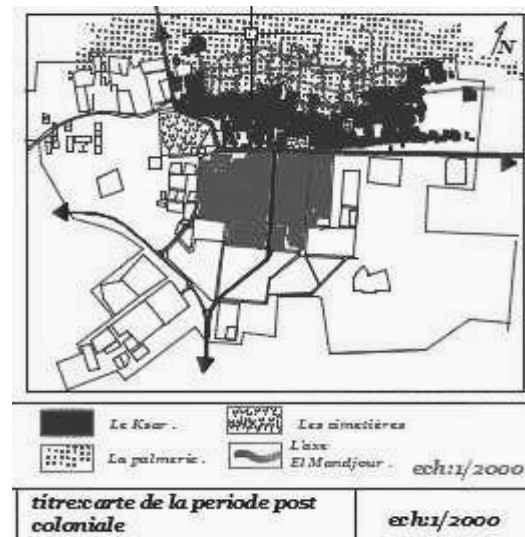 N
Le Ksar .
Les cimetières
La palmerie .
L'axe
El Mandjour .
ech:1/2000
titre:carte de la periode post
coloniale
ech:1/2000